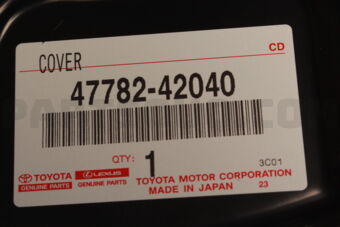 CD
COVER
47782-42040
QTY: 1
3C01
TOYOTA GENUINE PARTS
LEXUS GENUINE PARTS
TOYOTA MOTOR CORPORATION
MADE IN JAPAN 23